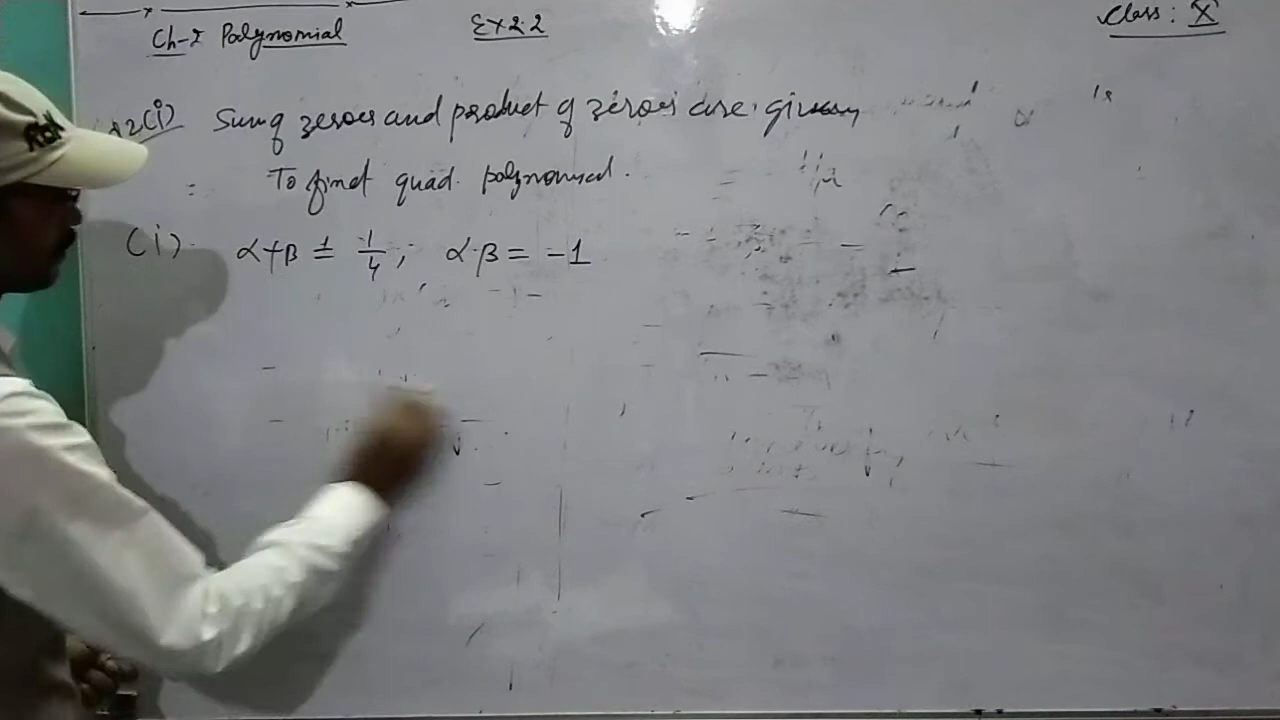 Ch-2 Polynomial Ex 2.2 Class: X
Q2(i) Sum of zeroes and product of zeroes are given
To find quad. polynomial.
(i) α+β = 1/4; α·β = -1